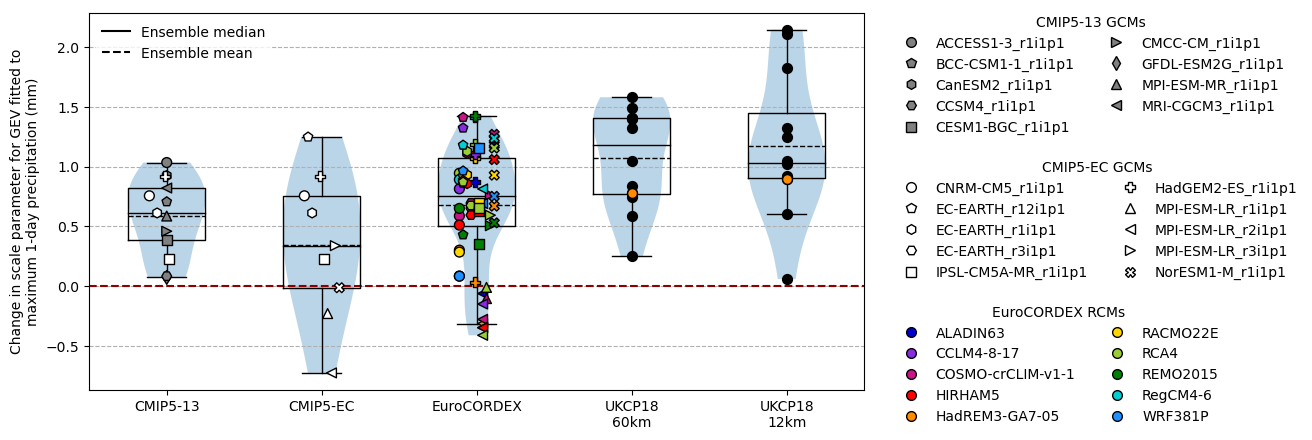 Change in scale parameter for GEV fitted to
maximum 1-day precipitation (mm)
2.0
1.5
1.0
0.5
0.0
−0.5
Ensemble median
Ensemble mean
CMIP5-13
CMIP5-EC
EuroCORDEX
UKCP18
60km
UKCP18
12km
CMIP5-13 GCMs
ACCESS1-3_r1i1p1
BCC-CSM1-1_r1i1p1
CanESM2_r1i1p1
CCSM4_r1i1p1
CESM1-BGC_r1i1p1
CMCC-CM_r1i1p1
GFDL-ESM2G_r1i1p1
MPI-ESM-MR_r1i1p1
MRI-CGCM3_r1i1p1
CMIP5-EC GCMs
CNRM-CM5_r1i1p1
EC-EARTH_r12i1p1
EC-EARTH_r1i1p1
EC-EARTH_r3i1p1
IPSL-CM5A-MR_r1i1p1
HadGEM2-ES_r1i1p1
MPI-ESM-LR_r1i1p1
MPI-ESM-LR_r2i1p1
MPI-ESM-LR_r3i1p1
NorESM1-M_r1i1p1
EuroCORDEX RCMs
ALADIN63
CCLM4-8-17
COSMO-crCLIM-v1-1
HIRHAM5
HadREM3-GA7-05
RACMO22E
RCA4
REMO2015
RegCM4-6
WRF381P